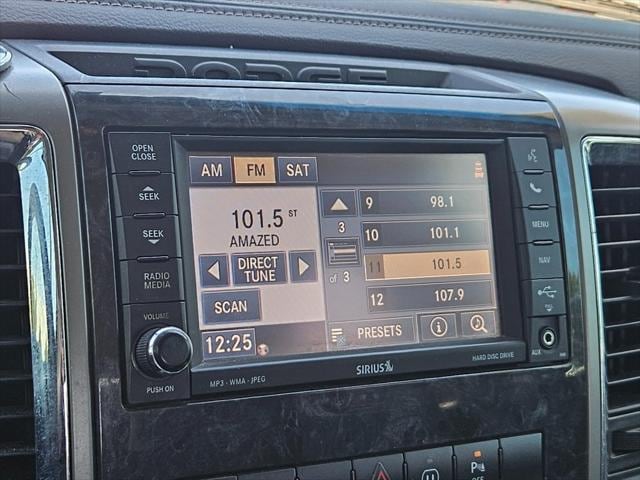 DODGE
OPEN
CLOSE
SEEK
SEEK
RADIO
MEDIA
VOLUME
PUSH ON
AM FM SAT
101.5 ST
AMAZED
DIRECT
TUNE
SCAN
12:25
3
of 3
9 98.1
10 101.1
11 101.5
12 107.9
PRESETS
MENU
NAV
AUX
MP3 · WMA · JPEG
SIRIUS
HARD DISC DRIVE
OFF